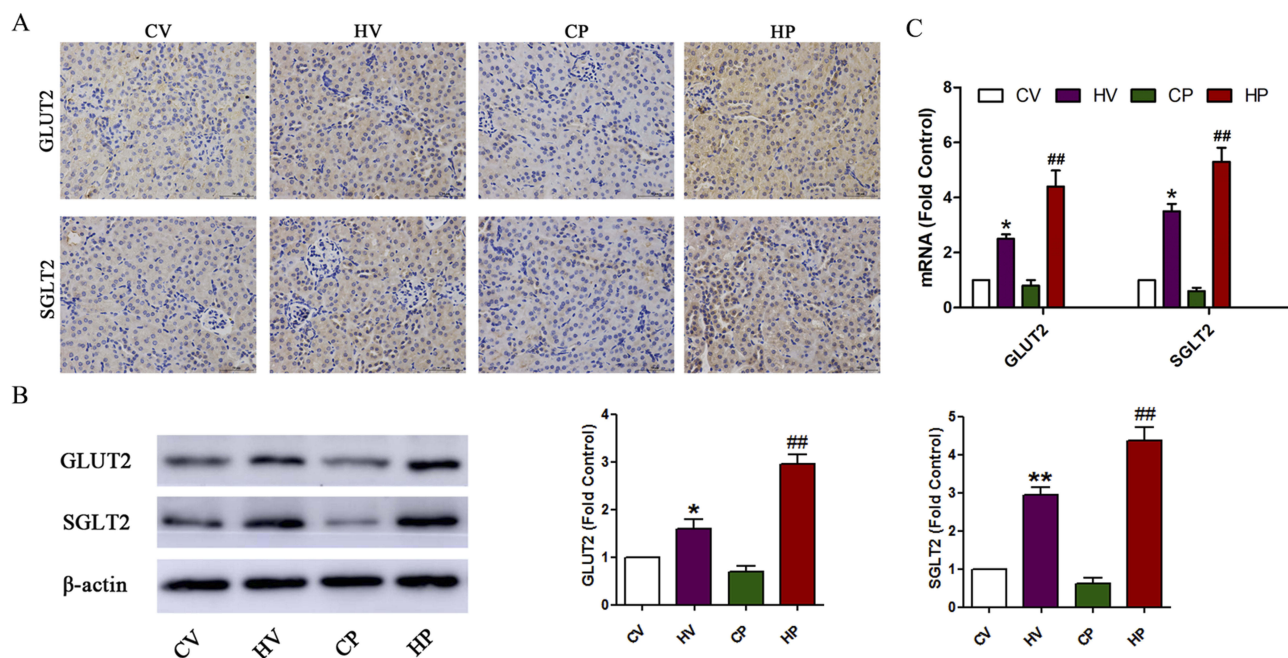 A
CV HV CP HP
GLUT2
SGLT2
C
CV HV CP HP
mRNA (Fold Control)
8
6
4
2
0
* ## * ##
GLUT2 SGLT2
B
GLUT2
SGLT2
β-actin
CV HV CP HP
GLUT2 (Fold Control)
4
3
2
1
0
* ##
CV HV CP HP
SGLT2 (Fold Control)
5
4
3
2
1
0
** ##
CV HV CP HP